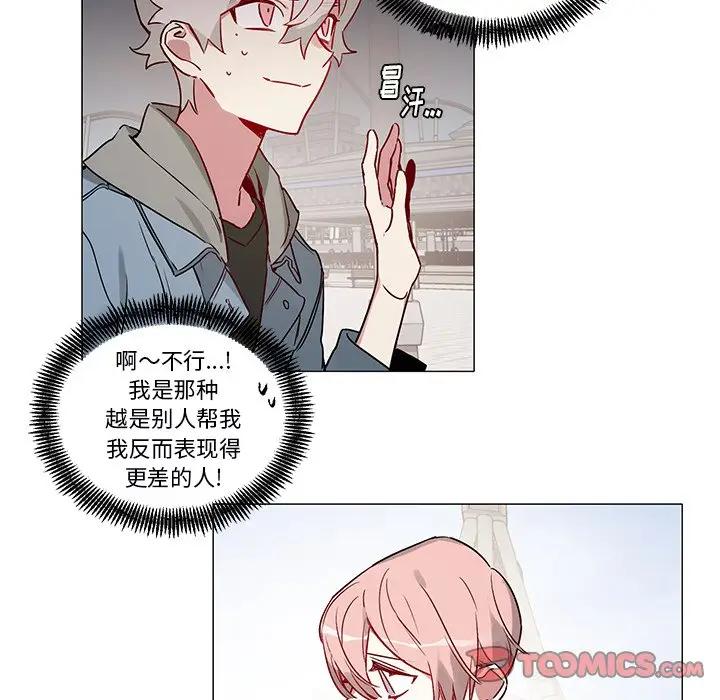 冒
汗...
啊～不行...!
我是那种
越是别人帮我
我反而表现得
更差的人!
TOOMICS.COM